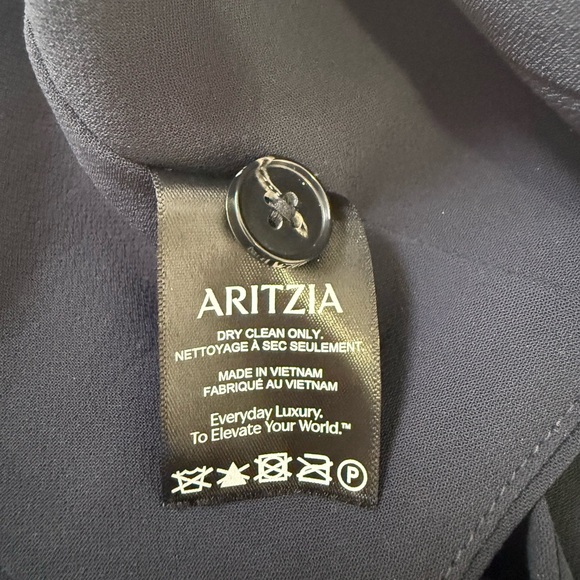 ARITZIA
DRY CLEAN ONLY.
NETTOYAGE À SEC SEULEMENT.
MADE IN VIETNAM
FABRIQUÉ AU VIETNAM
Everyday Luxury.
To Elevate Your World.™
P